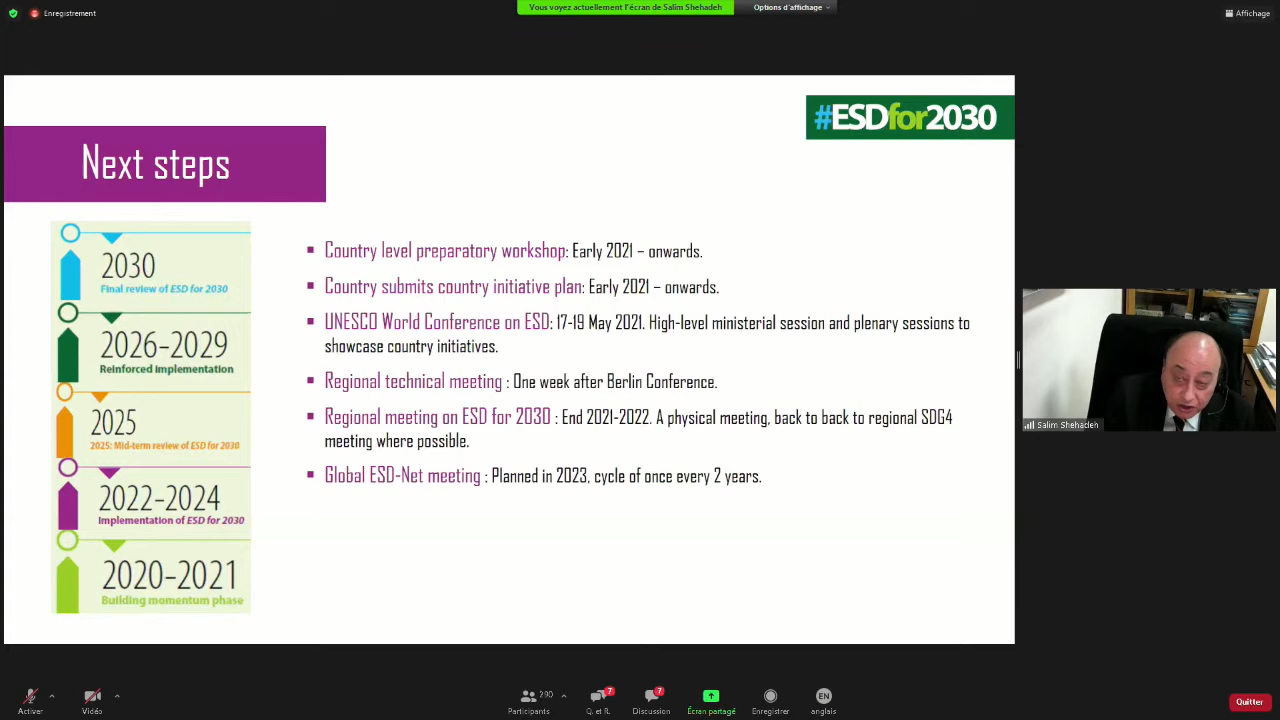 Enregistrement
Vous voyez actuellement l'écran de Salim Shehadeh
Options d'affichage
Affichage
#ESDfor2030
Next steps
2030
Final review of ESD for 2030
2026-2029
Reinforced implementation
2025
2025: Mid-term review of ESD for 2030
2022-2024
Implementation of ESD for 2030
2020-2021
Building momentum phase
Country level preparatory workshop: Early 2021 – onwards.
Country submits country initiative plan: Early 2021 – onwards.
UNESCO World Conference on ESD: 17-19 May 2021. High-level ministerial session and plenary sessions to
showcase country initiatives.
Regional technical meeting : One week after Berlin Conference.
Regional meeting on ESD for 2030 : End 2021-2022. A physical meeting, back to back to regional SDG4
meeting where possible.
Global ESD-Net meeting : Planned in 2023, cycle of once every 2 years.
Salim Shehadeh
Activer
Vidéo
290
Participants
7
Q. et R.
7
Discussion
Écran partagé
Enregistrer
EN
anglais
Quitter